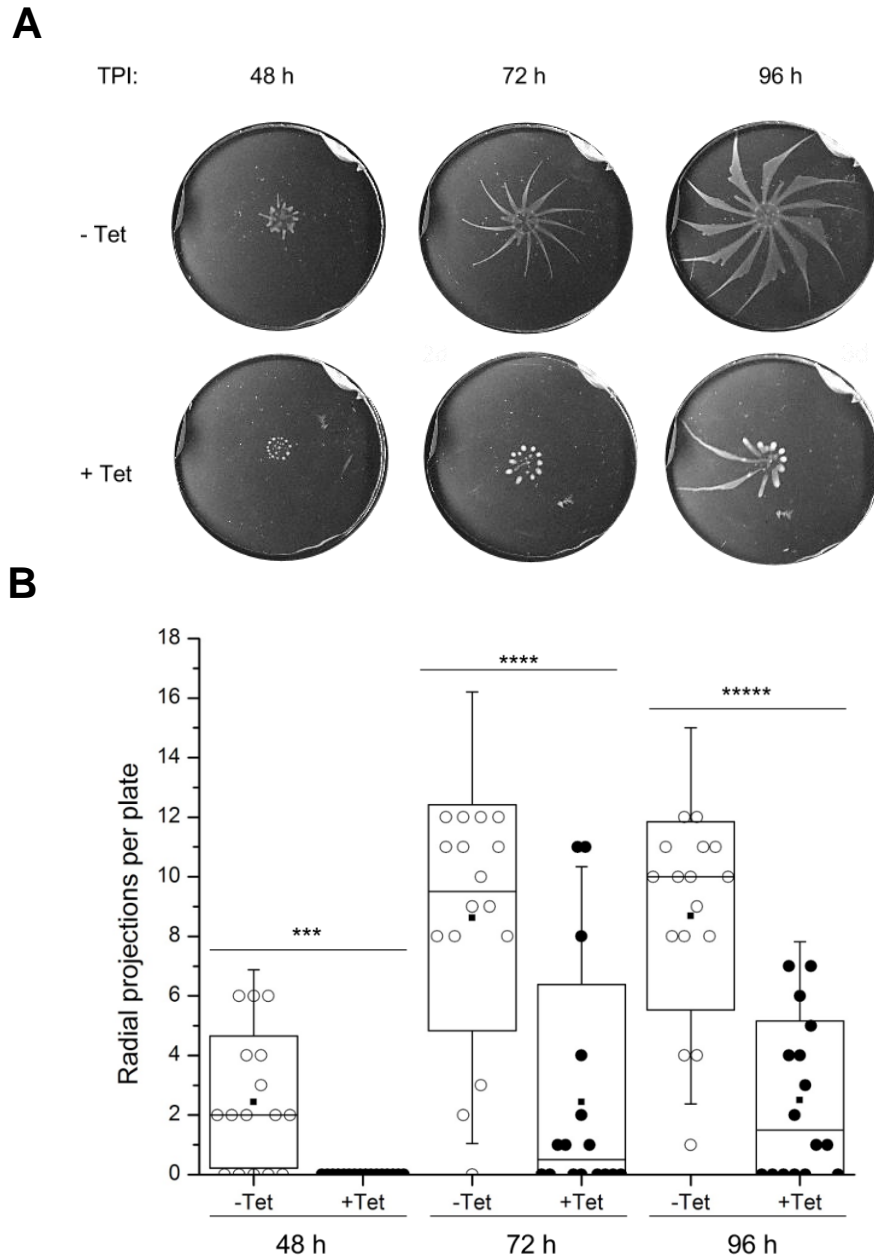 A
TPI: 48 h 72 h 96 h
- Tet
+ Tet
B
Radial projections per plate
18
16
14
12
10
8
6
4
2
0
***
****
*****
-Tet +Tet -Tet +Tet -Tet +Tet
48 h 72 h 96 h